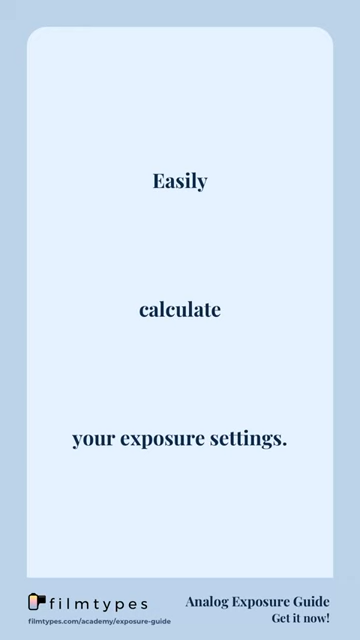 Easily
calculate
your exposure settings.
filmtypes
filmtypes.com/academy/exposure-guide
Analog Exposure Guide
Get it now!